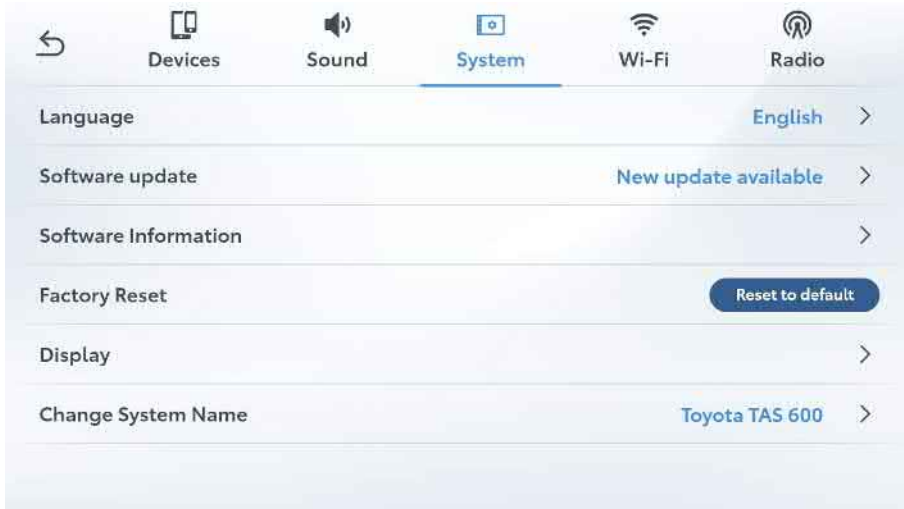 Devices
Sound
System
Wi-Fi
Radio
Language English
Software update New update available
Software Information
Factory Reset Reset to default
Display
Change System Name Toyota TAS 600